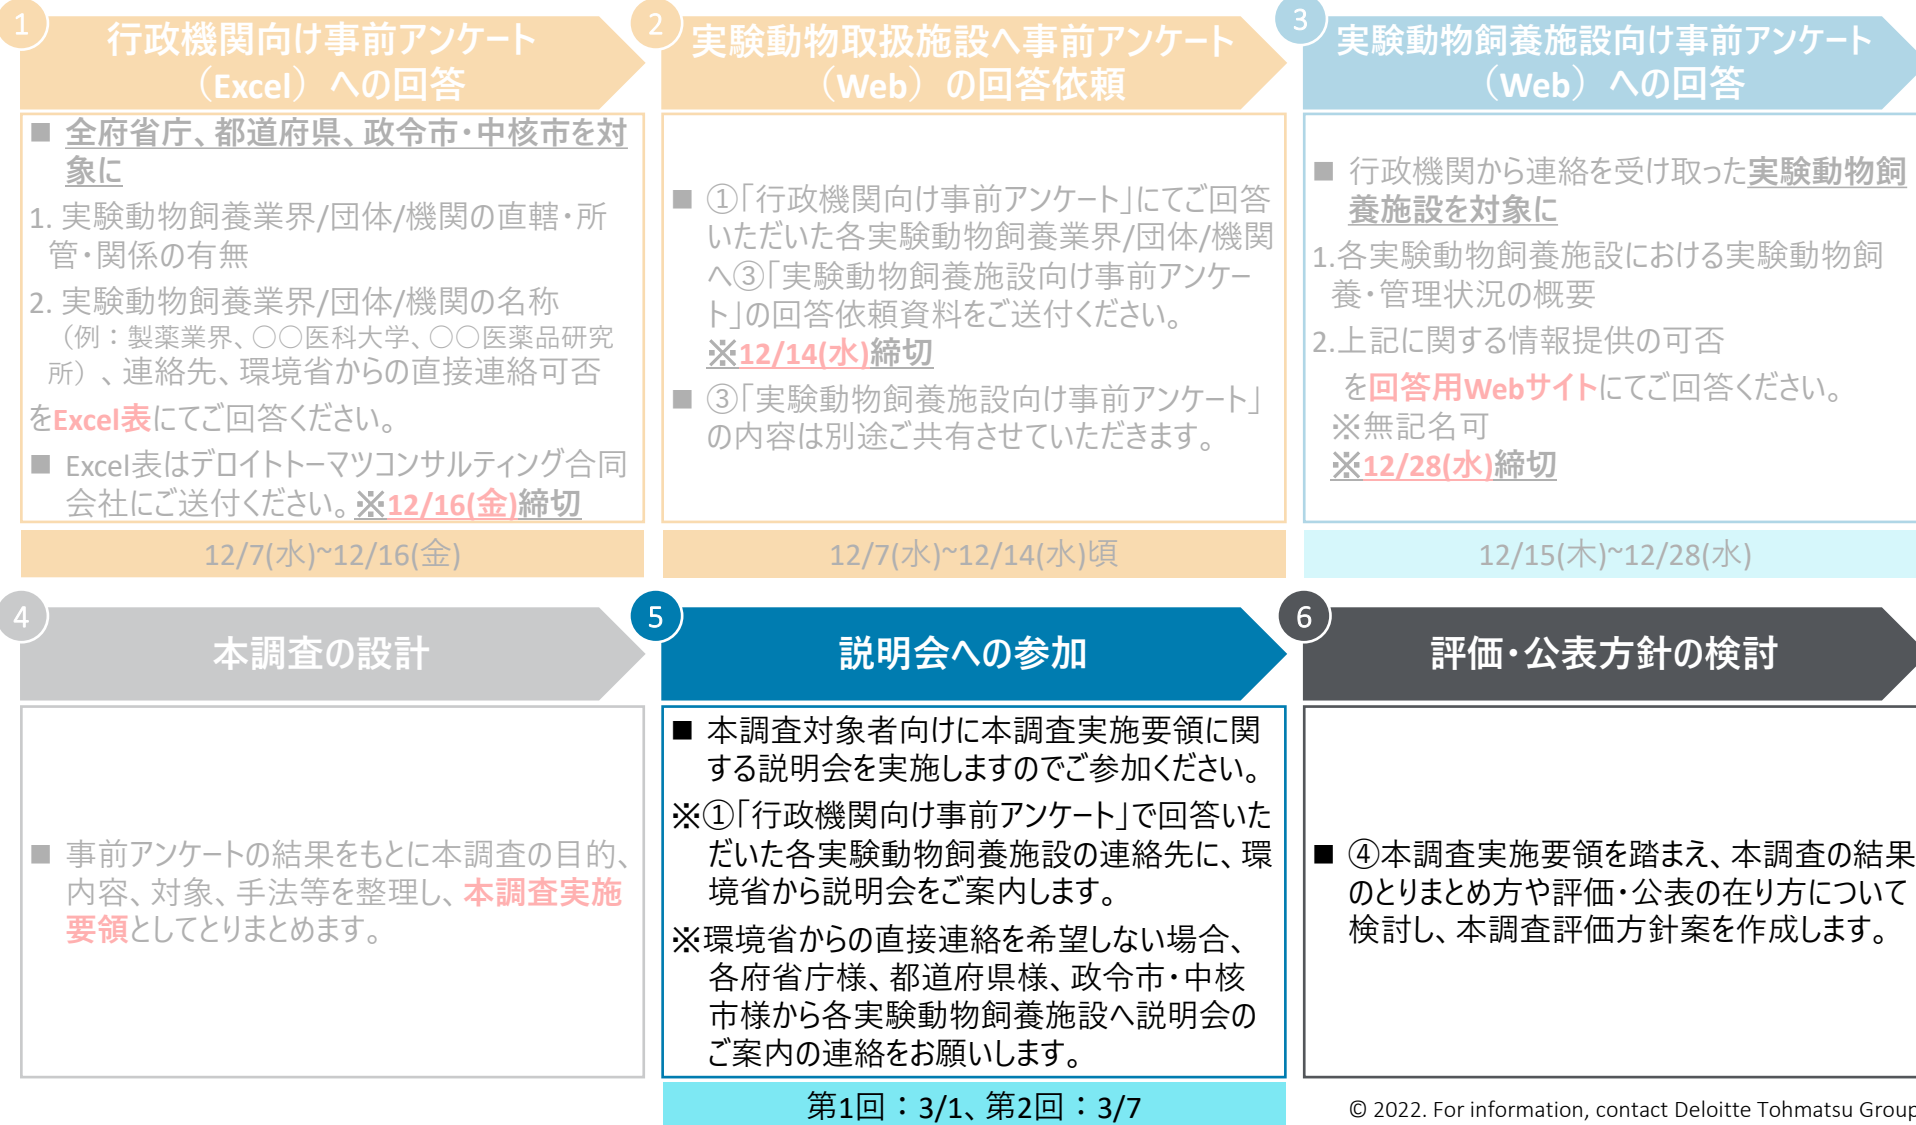 1
行政機関向け事前アンケート
（Excel）への回答
■ 全府省庁、都道府県、政令市・中核市を対
象に
1. 実験動物飼養業界/団体/機関の直轄・所
管・関係の有無
2. 実験動物飼養業界/団体/機関の名称
（例：製薬業界、○○医科大学、○○医薬品研究
所）、連絡先、環境省からの直接連絡可否
をExcel表にてご回答ください。
■ Excel表はデロイトトーマツコンサルティング合同
会社にご送付ください。※12/16(金)締切
12/7(水)~12/16(金)
2
実験動物取扱施設へ事前アンケート
（Web）の回答依頼
■ ①「行政機関向け事前アンケート」にてご回答
いただいた各実験動物飼養業界/団体/機関
へ③「実験動物飼養施設向け事前アンケー
ト」の回答依頼資料をご送付ください。
※12/14(水)締切
■ ③「実験動物飼養施設向け事前アンケート」
の内容は別途ご共有させていただきます。
12/7(水)~12/14(水)頃
3
実験動物飼養施設向け事前アンケート
（Web）への回答
■ 行政機関から連絡を受け取った実験動物飼
養施設を対象に
1.各実験動物飼養施設における実験動物飼
養・管理状況の概要
2.上記に関する情報提供の可否
を回答用Webサイトにてご回答ください。
※無記名可
※12/28(水)締切
12/15(木)~12/28(水)
4
本調査の設計
■ 事前アンケートの結果をもとに本調査の目的、
内容、対象、手法等を整理し、本調査実施
要領としてとりまとめます。
5
説明会への参加
■ 本調査対象者向けに本調査実施要領に関
する説明会を実施しますのでご参加ください。
※①「行政機関向け事前アンケート」で回答いた
だいた各実験動物飼養施設の連絡先に、環
境省から説明会をご案内します。
※環境省からの直接連絡を希望しない場合、
各府省庁様、都道府県様、政令市・中核
市様から各実験動物飼養施設へ説明会の
ご案内の連絡をお願いします。
第1回：3/1、第2回：3/7
6
評価・公表方針の検討
■ ④本調査実施要領を踏まえ、本調査の結果
のとりまとめ方や評価・公表の在り方について
検討し、本調査評価方針案を作成します。
© 2022. For information, contact Deloitte Tohmatsu Group